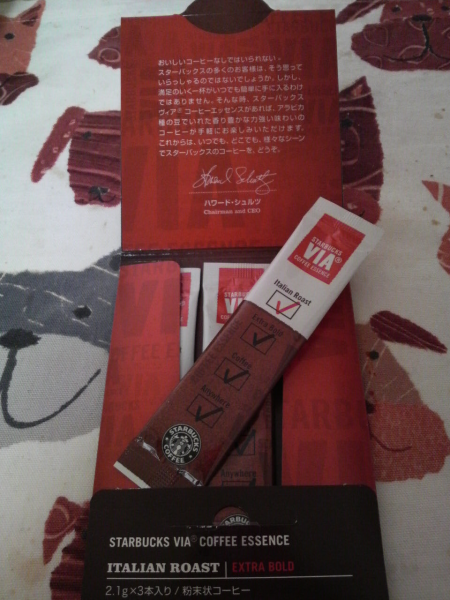 おいしいコーヒーなしではいられない。
スターバックスの多くのお客様は、そう思って
いらっしゃるのではないでしょうか。しかし、
満足のいく一杯がいつでも簡単に手に入るわけ
ではありません。そんな時、スターバックス
ヴィア® コーヒーエッセンスがあれば、アラビカ
種の豆でいれた香り豊かな力強い味わいの
コーヒーが手軽にお楽しみいただけます。
これからは、いつでも、どこでも、様々なシーン
でスターバックスのコーヒーを、どうぞ。
ハワード・シュルツ
Chairman and CEO
STARBUCKS
VIA®
COFFEE ESSENCE
Italian Roast
Extra Bold
Coffee
Anywhere
STARBUCKS
COFFEE
Anywhere
STARBUCKS VIA® COFFEE ESSENCE
ITALIAN ROAST | EXTRA BOLD
2.1g×3本入り / 粉末状コーヒー